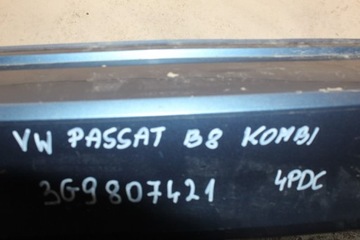 VW PASSAT B8 KOMBI
3G9807421 4PDC